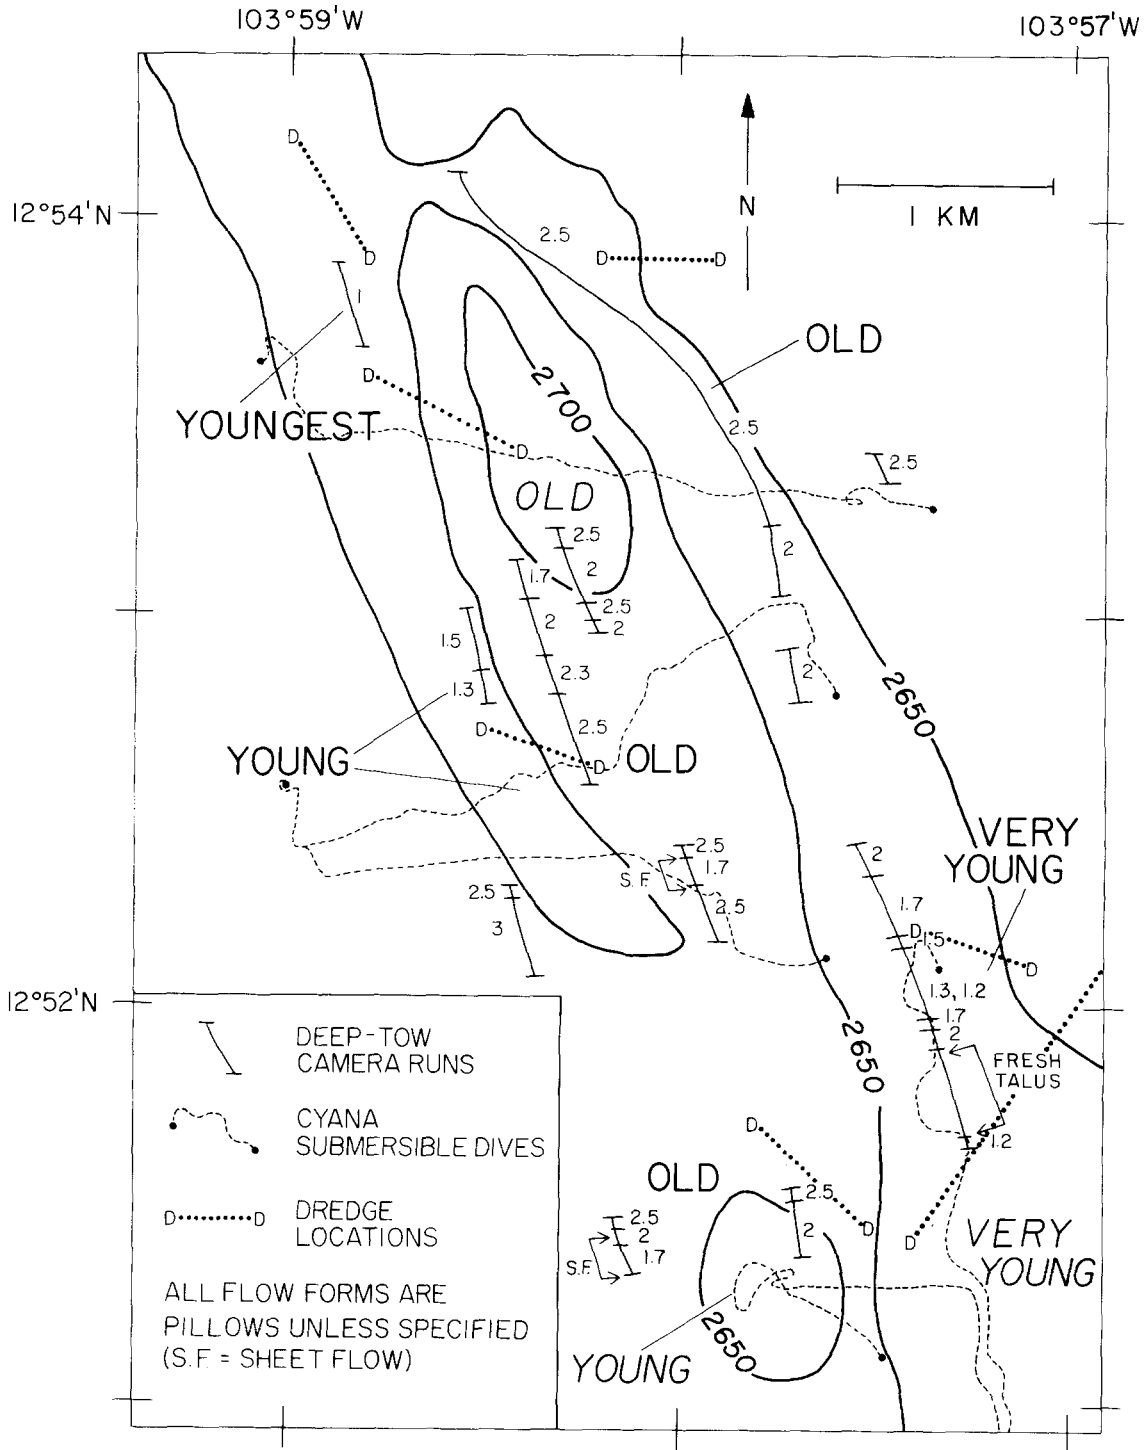 103°59'W
103°57'W
12°54'N
D
D
N
1 KM
2.5
D
D
1
OLD
D
YOUNGEST
2700
2.5
D
2.5
OLD
2.5
2
2
1.7
2.5
2
2
1.5
2.3
2
1.3
2.5
2650
D
YOUNG
D
OLD
VERY
YOUNG
2.5
1.7
S.F.
2.5
2
1.7
2.5
3
D
1.5
D
12°52'N
1.3, 1.2
1.7
2
2650
FRESH
TALUS
1.2
D
OLD
2.5
D
D
2
2.5
2
1.7
S.F.
VERY
YOUNG
2650
YOUNG
DEEP-TOW
CAMERA RUNS
CYANA
SUBMERSIBLE DIVES
D
D
DREDGE
LOCATIONS
ALL FLOW FORMS ARE
PILLOWS UNLESS SPECIFIED
(S.F. = SHEET FLOW)